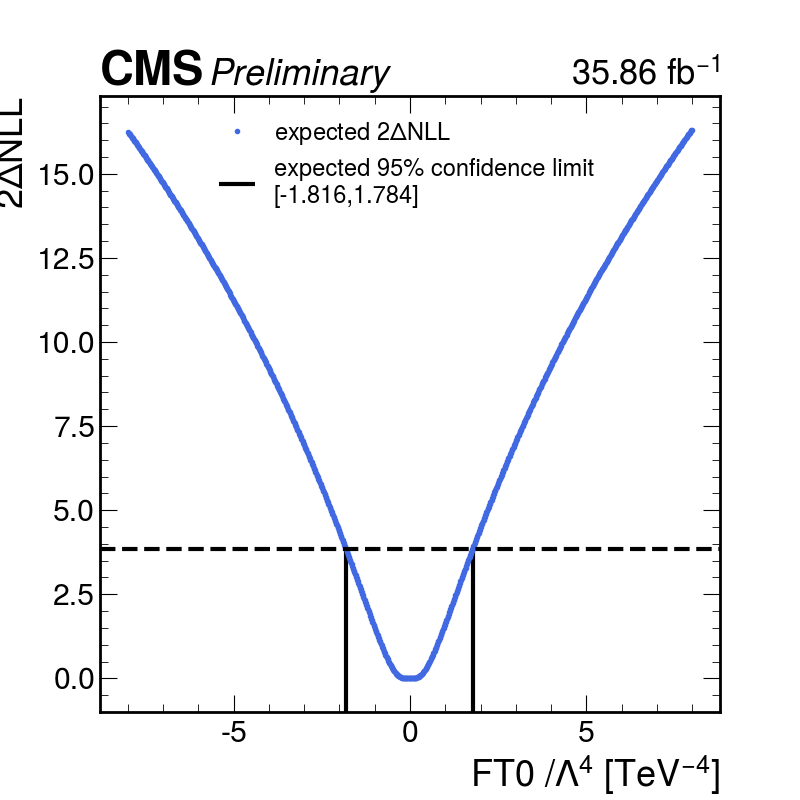 CMS Preliminary 35.86 fb⁻¹
2ΔNLL
expected 2ΔNLL
expected 95% confidence limit
[-1.816,1.784]
15.0
12.5
10.0
7.5
5.0
2.5
0.0
-5 0 5
FT0 /Λ⁴ [TeV⁻⁴]